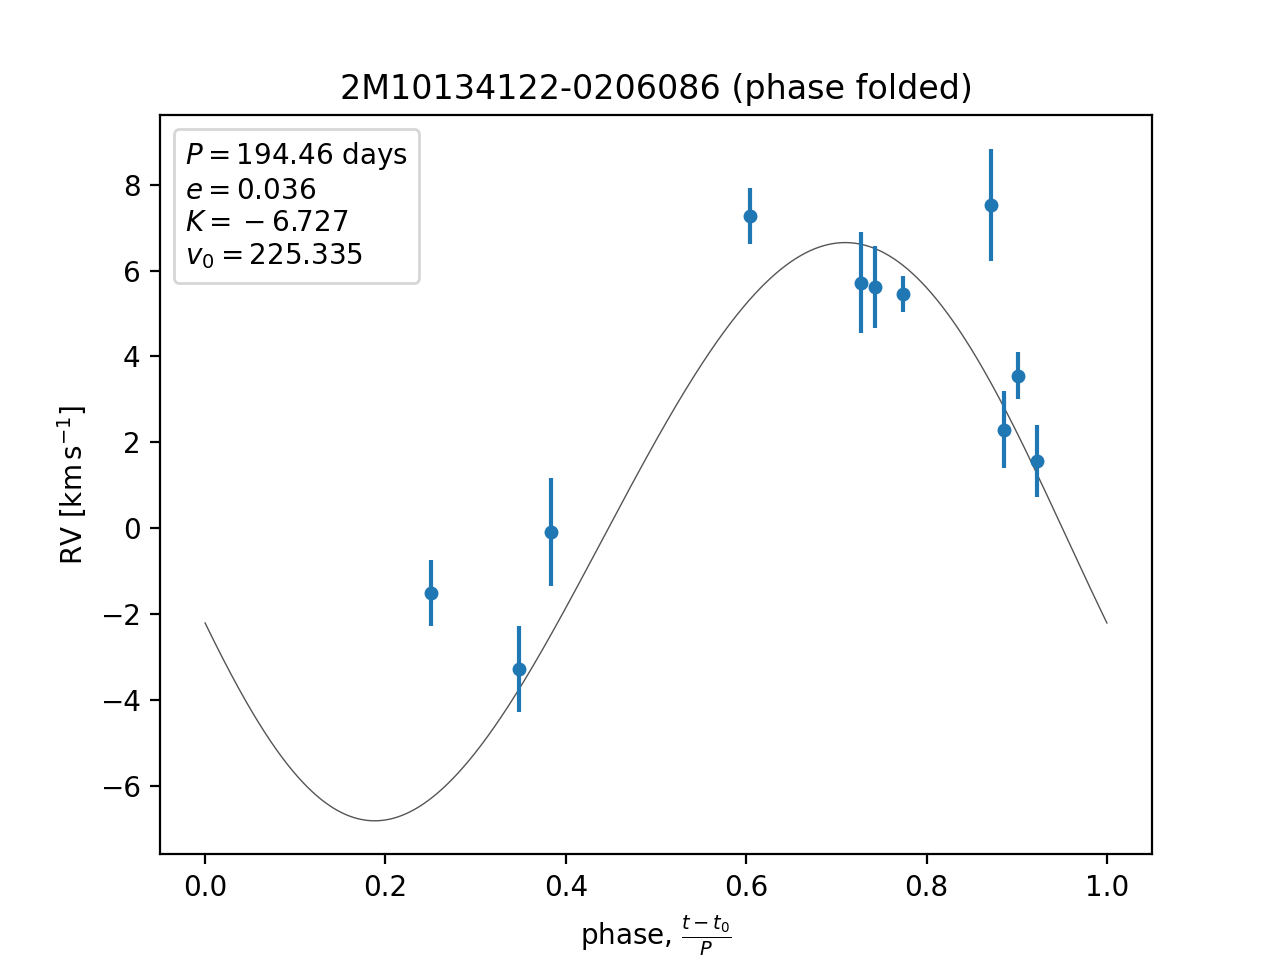 2M10134122-0206086 (phase folded)
P = 194.46 days
e = 0.036
K = −6.727
v₀ = 225.335
8
6
4
2
0
−2
−4
−6
RV [km s⁻¹]
0.0 0.2 0.4 0.6 0.8 1.0
phase, (t − t₀)/P